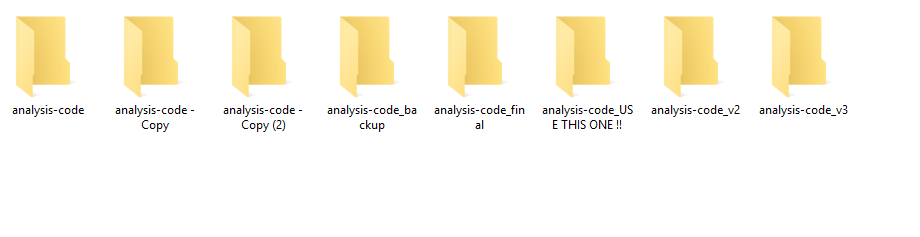 analysis-code
analysis-code -
Copy
analysis-code -
Copy (2)
analysis-code_ba
ckup
analysis-code_fin
al
analysis-code_US
E THIS ONE !!
analysis-code_v2
analysis-code_v3